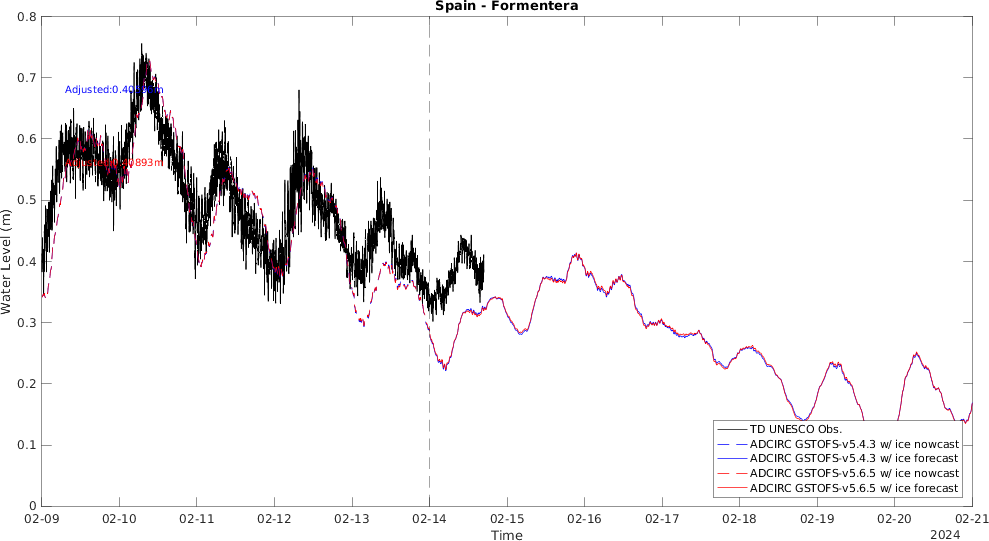 Spain - Formentera
0.8
0.7
0.6
0.5
0.4
0.3
0.2
0.1
0
Water Level (m)
02-09
02-10
02-11
02-12
02-13
02-14
02-15
02-16
02-17
02-18
02-19
02-20
02-21
Time
2024
TD UNESCO Obs.
ADCIRC GSTOFS-v5.4.3 w/ ice nowcast
ADCIRC GSTOFS-v5.4.3 w/ ice forecast
ADCIRC GSTOFS-v5.6.5 w/ ice nowcast
ADCIRC GSTOFS-v5.6.5 w/ ice forecast